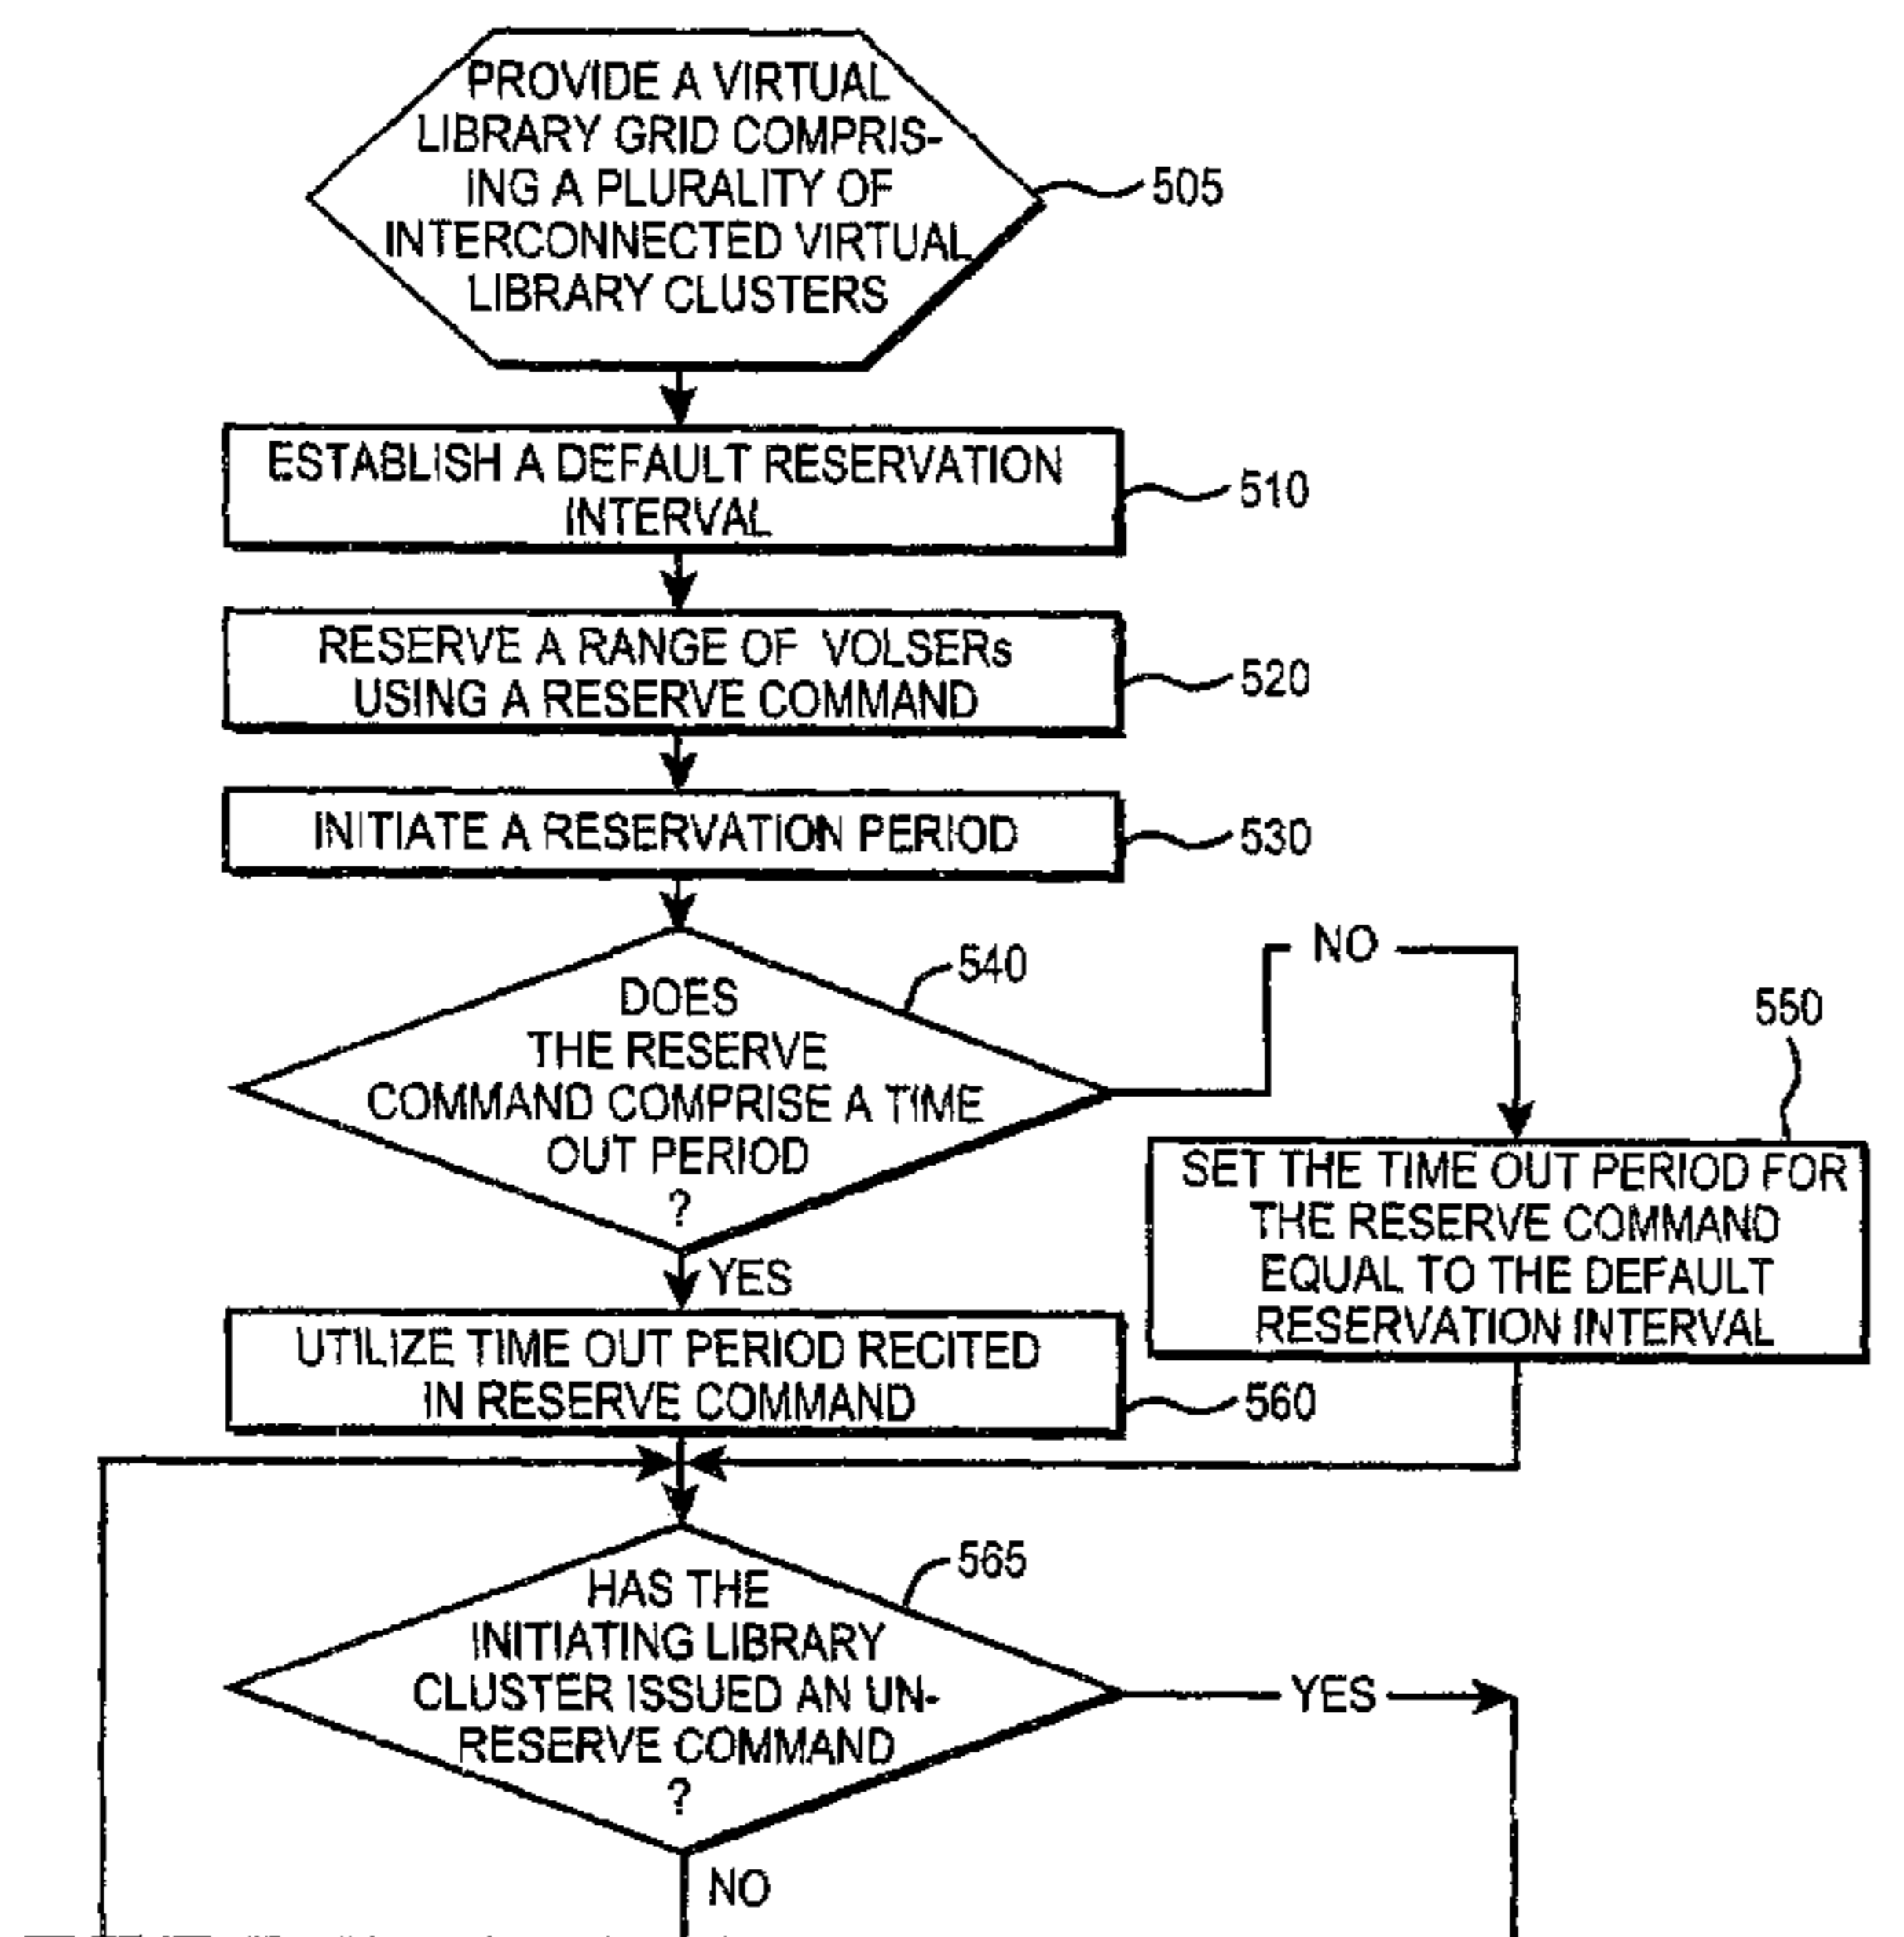 PROVIDE A VIRTUAL
LIBRARY GRID COMPRIS-
ING A PLURALITY OF
INTERCONNECTED VIRTUAL
LIBRARY CLUSTERS
505
ESTABLISH A DEFAULT RESERVATION
INTERVAL
510
RESERVE A RANGE OF VOLSERs
USING A RESERVE COMMAND
520
INITIATE A RESERVATION PERIOD
530
540
DOES
THE RESERVE
COMMAND COMPRISE A TIME
OUT PERIOD
?
NO
550
SET THE TIME OUT PERIOD FOR
THE RESERVE COMMAND
EQUAL TO THE DEFAULT
RESERVATION INTERVAL
YES
UTILIZE TIME OUT PERIOD RECITED
IN RESERVE COMMAND
560
565
HAS THE
INITIATING LIBRARY
CLUSTER ISSUED AN UN-
RESERVE COMMAND
?
YES
NO